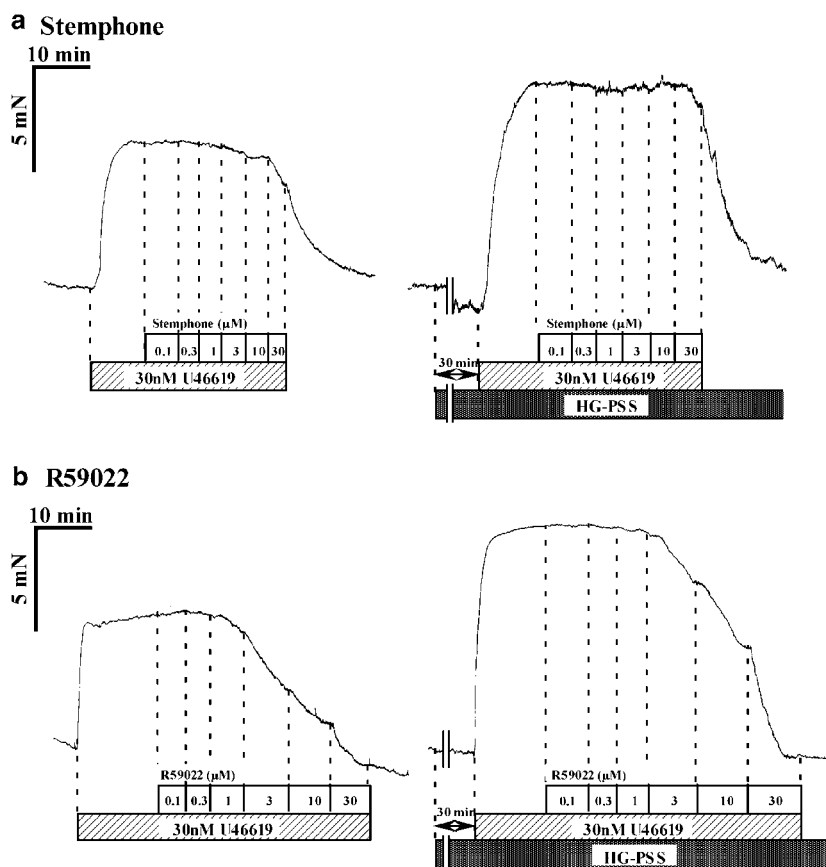 a Stemphone
10 min
5 mN
Stemphone (μM)
0.1 0.3 1 3 10 30
30nM U46619
Stemphone (μM)
0.1 0.3 1 3 10 30
30 min
30nM U46619
HG-PSS
b R59022
10 min
5 mN
R59022 (μM)
0.1 0.3 1 3 10 30
30nM U46619
R59022 (μM)
0.1 0.3 1 3 10 30
30 min
30nM U46619
HG-PSS